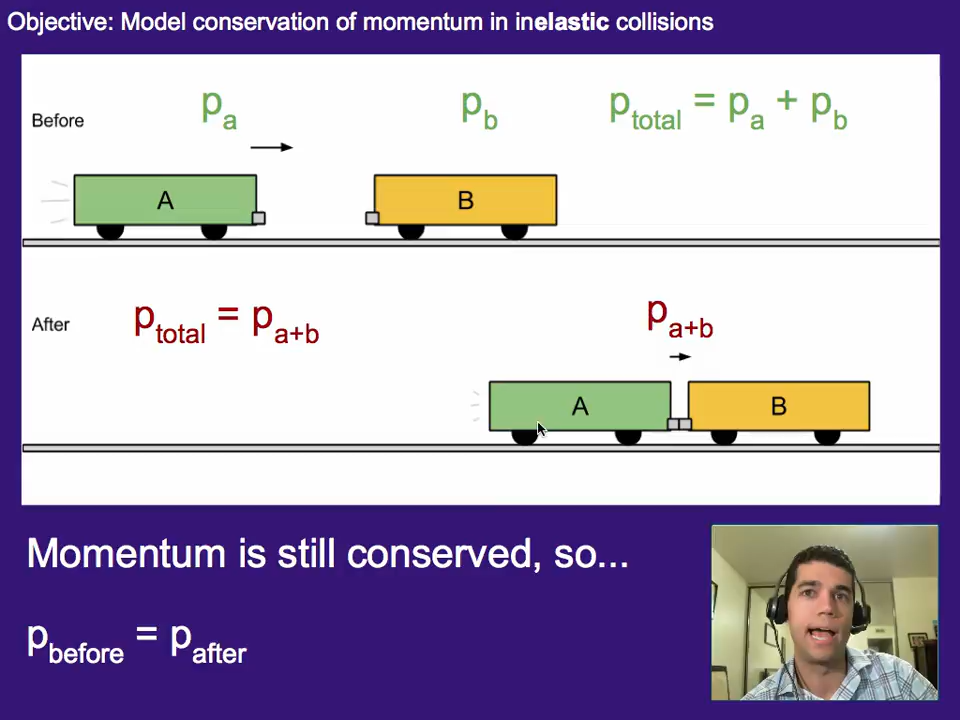 Objective: Model conservation of momentum in inelastic collisions
p_a p_b p_total = p_a + p_b
Before
A B
After p_total = p_a+b p_a+b
A B
Momentum is still conserved, so...
p_before = p_after